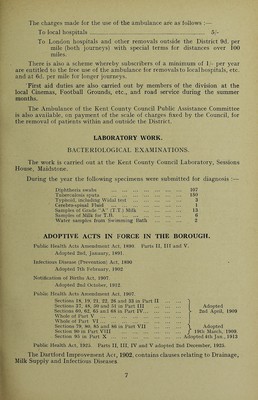 The charges made for the use of the ambulance are as follows :—
To local hospitals ... 5/-
To London hospitals and other removals outside the District 9d. per
mile (both journeys) with special terms for distances over 100
miles.
There is also a scheme whereby subscribers of a minimum of 1/- per year
are entitled to the free use of the ambulance for removals to local hospitals, etc.
and at 6d. per mile for longer journeys.
First aid duties are also carried out by members of the division at the
local Cinemas, Football Grounds, etc., and road service during the summer
months.
The Ambulance of the Kent County Council Public Assistance Committee
is also available, on payment of the scale of charges fixed by the Council, for
the removal of patients within and outside the District.
LABORATORY WORK.
BACTERIOLOGICAL EXAMINATIONS.
The work is carried out at the Kent County Council Laboratory, Sessions
House, Maidstone.
During the year following specimens were submitted for diagnosis :—
Diphtheria swabs ... 107
Tuberculous sputa
Typhoid, including Widal test ... 3
Cerebrospinal Fluid ... 1
Samples of Grade "A" (T.T.) Milk ... 13
Samples of Milk for T.B. ... 6
Water samples from Swimming Bath ... 2
ADOPTIVE ACTS IN FORCE IN THE BOROUGH.
Public Health Acts Amendment Act, 1890. Parts II, III and V.
Adopted 2nd, January, 1891.
Infectious Disease (Prevention) Act, 1890
Adopted 7th February, 1902
Notification of Births Act, 1907.
Adopted 2nd October, 1912
Public Health Acts Amendment Act, 1907.
Sections 18, 19, 21, 22, 26 and 33 in Part II
Sections 37, 48, 50 and 51 in Part III
Sections 60, 62, 65 and 68 in Part IV
Whole of Part V
Whole of Part VI
Adopted
2nd April, 1909
Sections 79, 80, 85 and 86 in Part VII
Section 90 in Part VIII
Adopted
19th March, 1909.
Section 95 in Part X ... Adopted 4th Jan., 1913
Public Health Act, 1925. Parts II, III, IV and V adopted 2nd December, 1925.
The Dartford Improvement Act, 1902, contains clauses relating to Drainage,
Milk Supply and Infectious Diseases
7